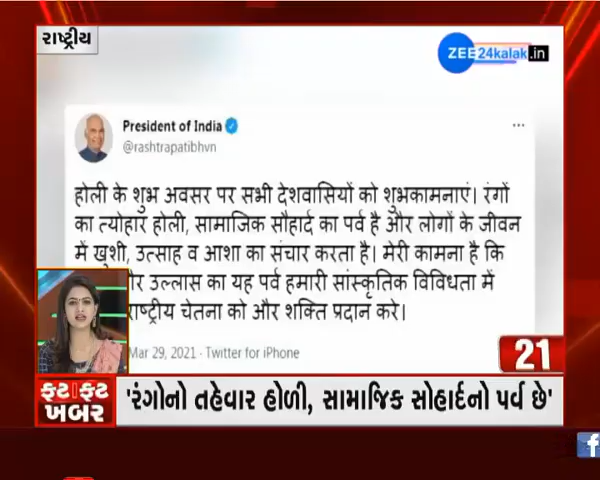 રાષ્ટ્રીય
ZEE24kalak.in
President of India
@rashtrapatibhvn
होली के शुभ अवसर पर सभी देशवासियों को शुभकामनाएं। रंगों
का त्योहार होली, सामाजिक सौहार्द का पर्व है और लोगों के जीवन
में खुशी, उत्साह व आशा का संचार करता है। मेरी कामना है कि
उल्लास का यह पर्व हमारी सांस्कृतिक विविधता में
राष्ट्रीय चेतना को और शक्ति प्रदान करे।
Mar 29, 2021 · Twitter for iPhone
21
ફટાફટ
ખબર
'રંગોનો તહેવાર હોળી, સામાજિક સોહાર્દનો પર્વ છે'
f